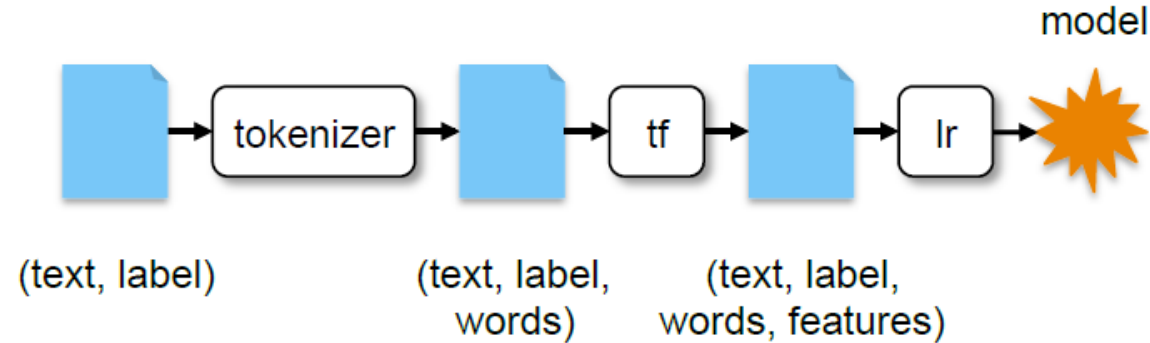 model
tokenizer
tf
lr
(text, label)
(text, label,
words)
(text, label,
words, features)